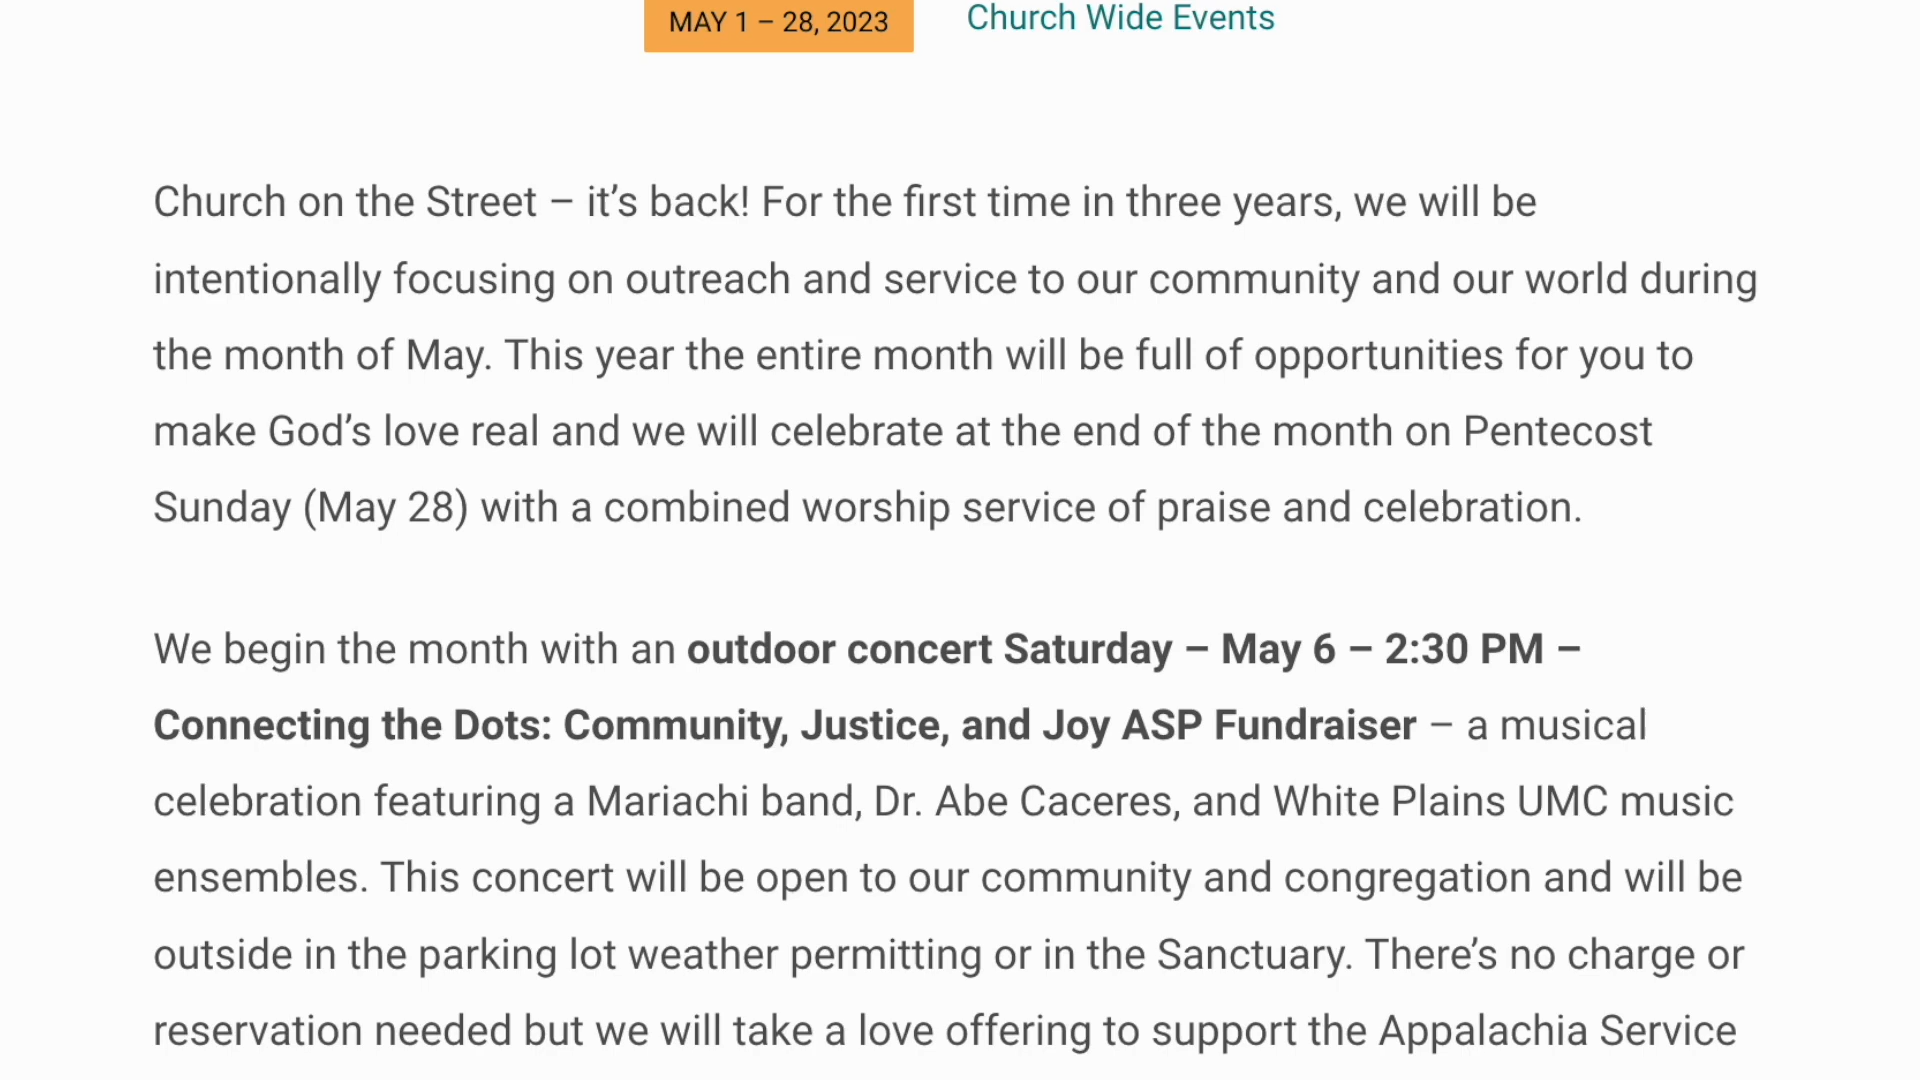 MAY 1 – 28, 2023
Church Wide Events
Church on the Street – it’s back! For the first time in three years, we will be
intentionally focusing on outreach and service to our community and our world during
the month of May. This year the entire month will be full of opportunities for you to
make God’s love real and we will celebrate at the end of the month on Pentecost
Sunday (May 28) with a combined worship service of praise and celebration.
We begin the month with an outdoor concert Saturday – May 6 – 2:30 PM –
Connecting the Dots: Community, Justice, and Joy ASP Fundraiser – a musical
celebration featuring a Mariachi band, Dr. Abe Caceres, and White Plains UMC music
ensembles. This concert will be open to our community and congregation and will be
outside in the parking lot weather permitting or in the Sanctuary. There’s no charge or
reservation needed but we will take a love offering to support the Appalachia Service